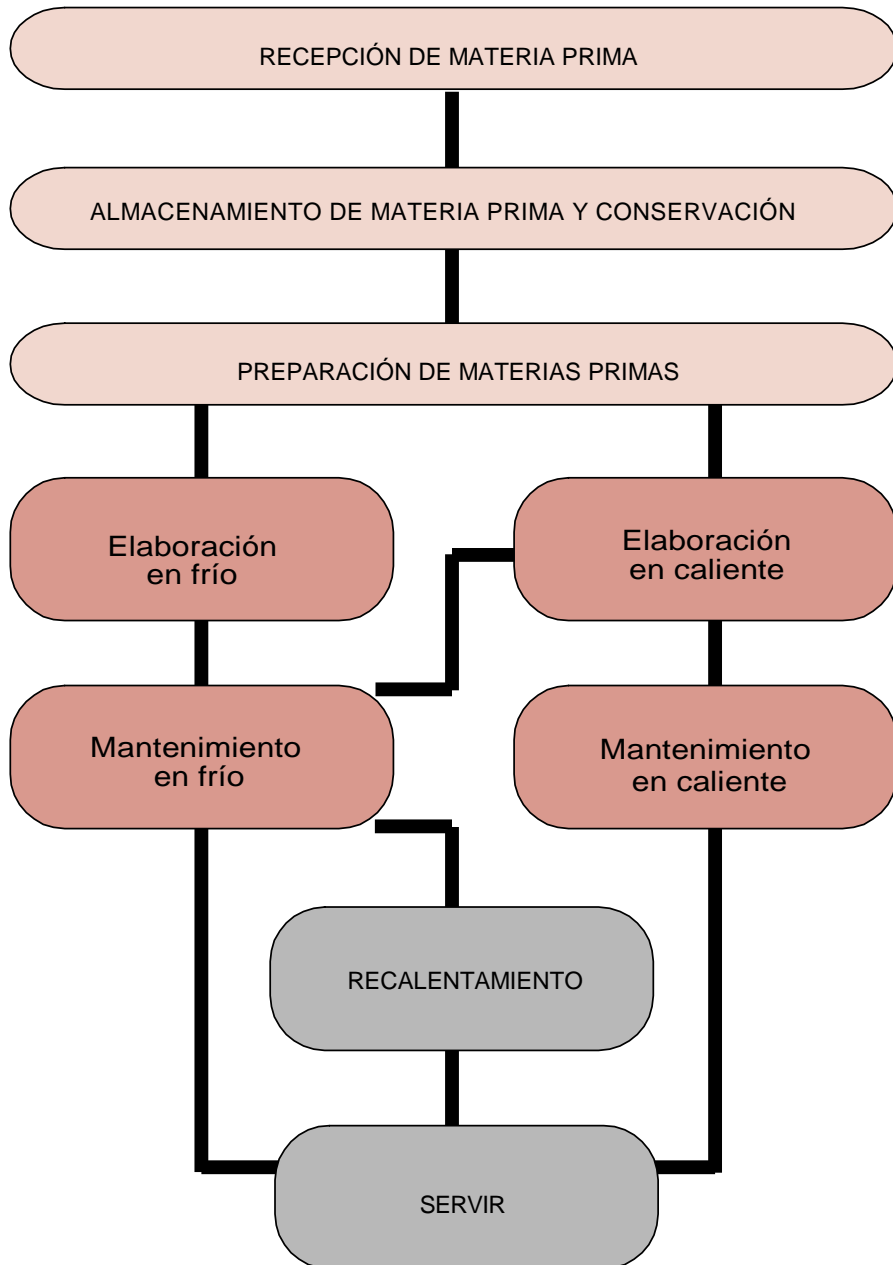 RECEPCIÓN DE MATERIA PRIMA
ALMACENAMIENTO DE MATERIA PRIMA Y CONSERVACIÓN
PREPARACIÓN DE MATERIAS PRIMAS
Elaboración
en frío
Elaboración
en caliente
Mantenimiento
en frío
Mantenimiento
en caliente
RECALENTAMIENTO
SERVIR